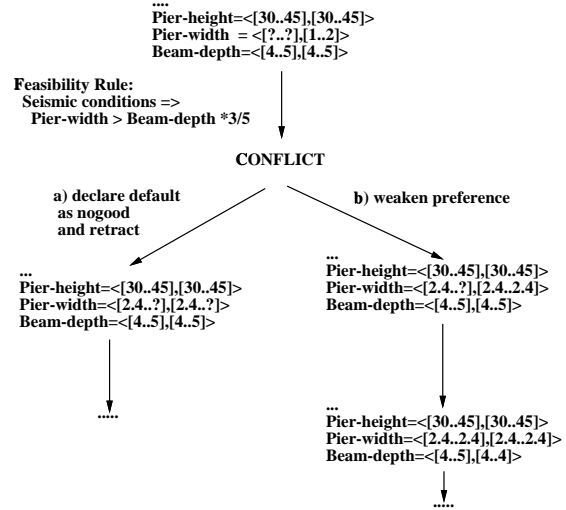 ....
Pier-height=<[30..45],[30..45]>
Pier-width = <[?..?],[1..2]>
Beam-depth=<[4..5],[4..5]>
Feasibility Rule:
Seismic conditions =>
Pier-width > Beam-depth *3/5
CONFLICT
a) declare default
as nogood
and retract
b) weaken preference
...
Pier-height=<[30..45],[30..45]>
Pier-width=<[2.4..?],[2.4..?]>
Beam-depth=<[4..5],[4..5]>
.....
...
Pier-height=<[30..45],[30..45]>
Pier-width=<[2.4..?],[2.4..2.4]>
Beam-depth=<[4..5],[4..5]>
...
Pier-height=<[30..45],[30..45]>
Pier-width=<[2.4..2.4],[2.4..2.4]>
Beam-depth=<[4..5],[4..4]>
.....